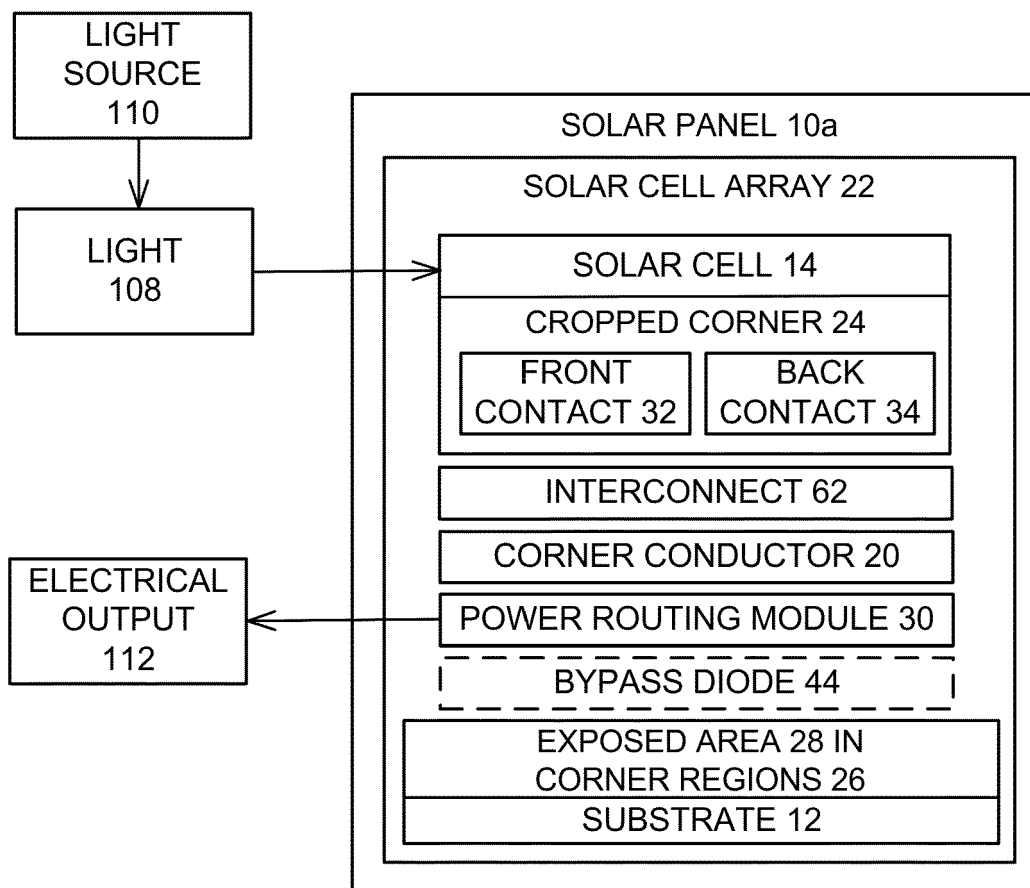 LIGHT
SOURCE
110
LIGHT
108
SOLAR PANEL 10a
SOLAR CELL ARRAY 22
SOLAR CELL 14
CROPPED CORNER 24
FRONT
CONTACT 32
BACK
CONTACT 34
INTERCONNECT 62
CORNER CONDUCTOR 20
POWER ROUTING MODULE 30
BYPASS DIODE 44
EXPOSED AREA 28 IN
CORNER REGIONS 26
SUBSTRATE 12
ELECTRICAL
OUTPUT
112